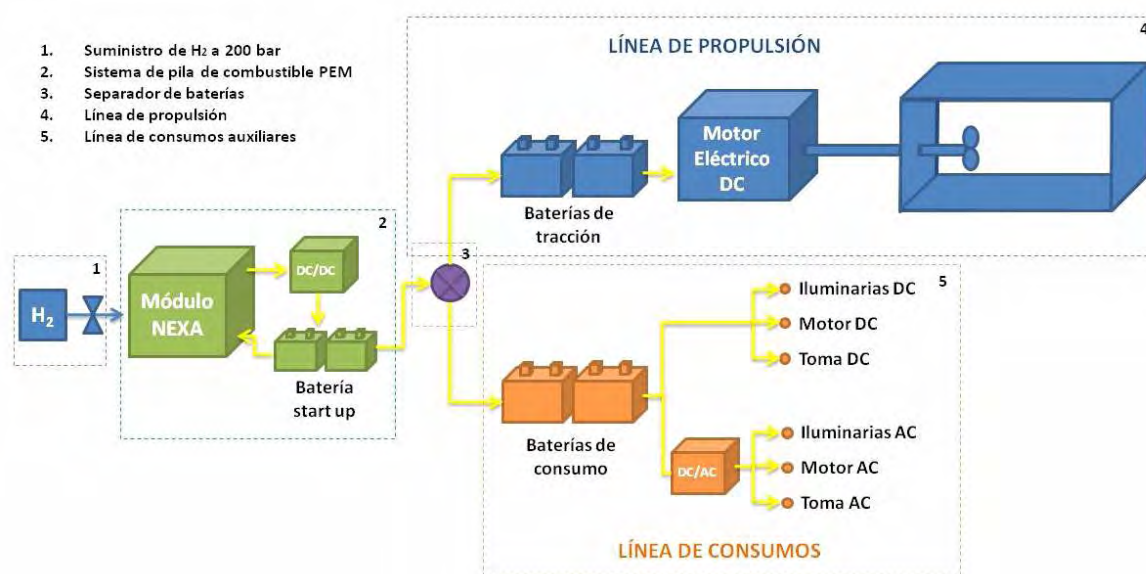 1. Suministro de H₂ a 200 bar
2. Sistema de pila de combustible PEM
3. Separador de baterías
4. Línea de propulsión
5. Línea de consumos auxiliares
LÍNEA DE PROPULSIÓN
4
Motor
Eléctrico
DC
Baterías de
tracción
1
H₂
2
Módulo
NEXA
DC/DC
Batería
start up
3
5
Baterías de
consumo
DC/AC
Iluminarias DC
Motor DC
Toma DC
Iluminarias AC
Motor AC
Toma AC
LÍNEA DE CONSUMOS